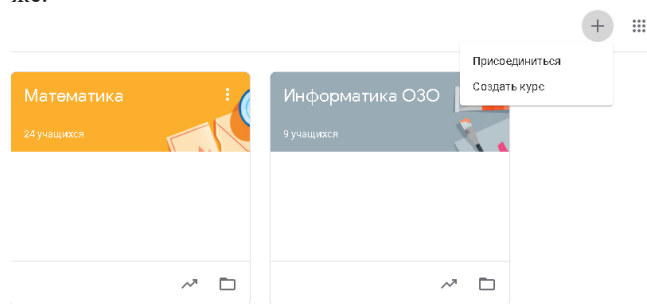 Присоединиться
Создать курс
Математика
24 учащихся
Информатика ОЗО
9 учащихся